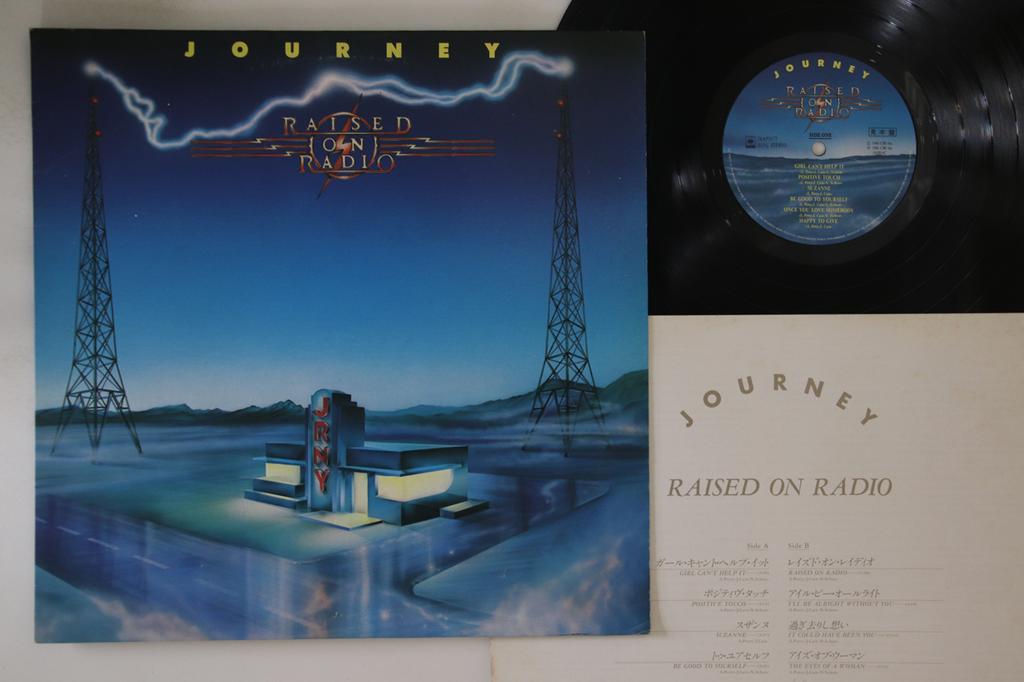 JOURNEY
RAISED
ON
RADIO
JRNY
JOURNEY
RAISED
ON
RADIO
SIDE ONE
見本盤
STEREO
GIRL CAN'T HELP IT
POSITIVE TOUCH
SUZANNE
BE GOOD TO YOURSELF
ONCE YOU LOVE SOMEBODY
HAPPY TO GIVE
JOURNEY
RAISED ON RADIO
Side A
Side B
ガール・キャント・ヘルプ・イット
GIRL CAN'T HELP IT
ポジティヴ・タッチ
POSITIVE TOUCH
スザンヌ
SUZANNE
トゥ・ユアセルフ
BE GOOD TO YOURSELF
レイズド・オン・レイディオ
RAISED ON RADIO
アイル・ビー・オールライト
I'LL BE ALRIGHT WITHOUT YOU
過ぎ去りし想い
IT COULD HAVE BEEN YOU
アイズ・オブ・ウーマン
THE EYES OF A WOMAN